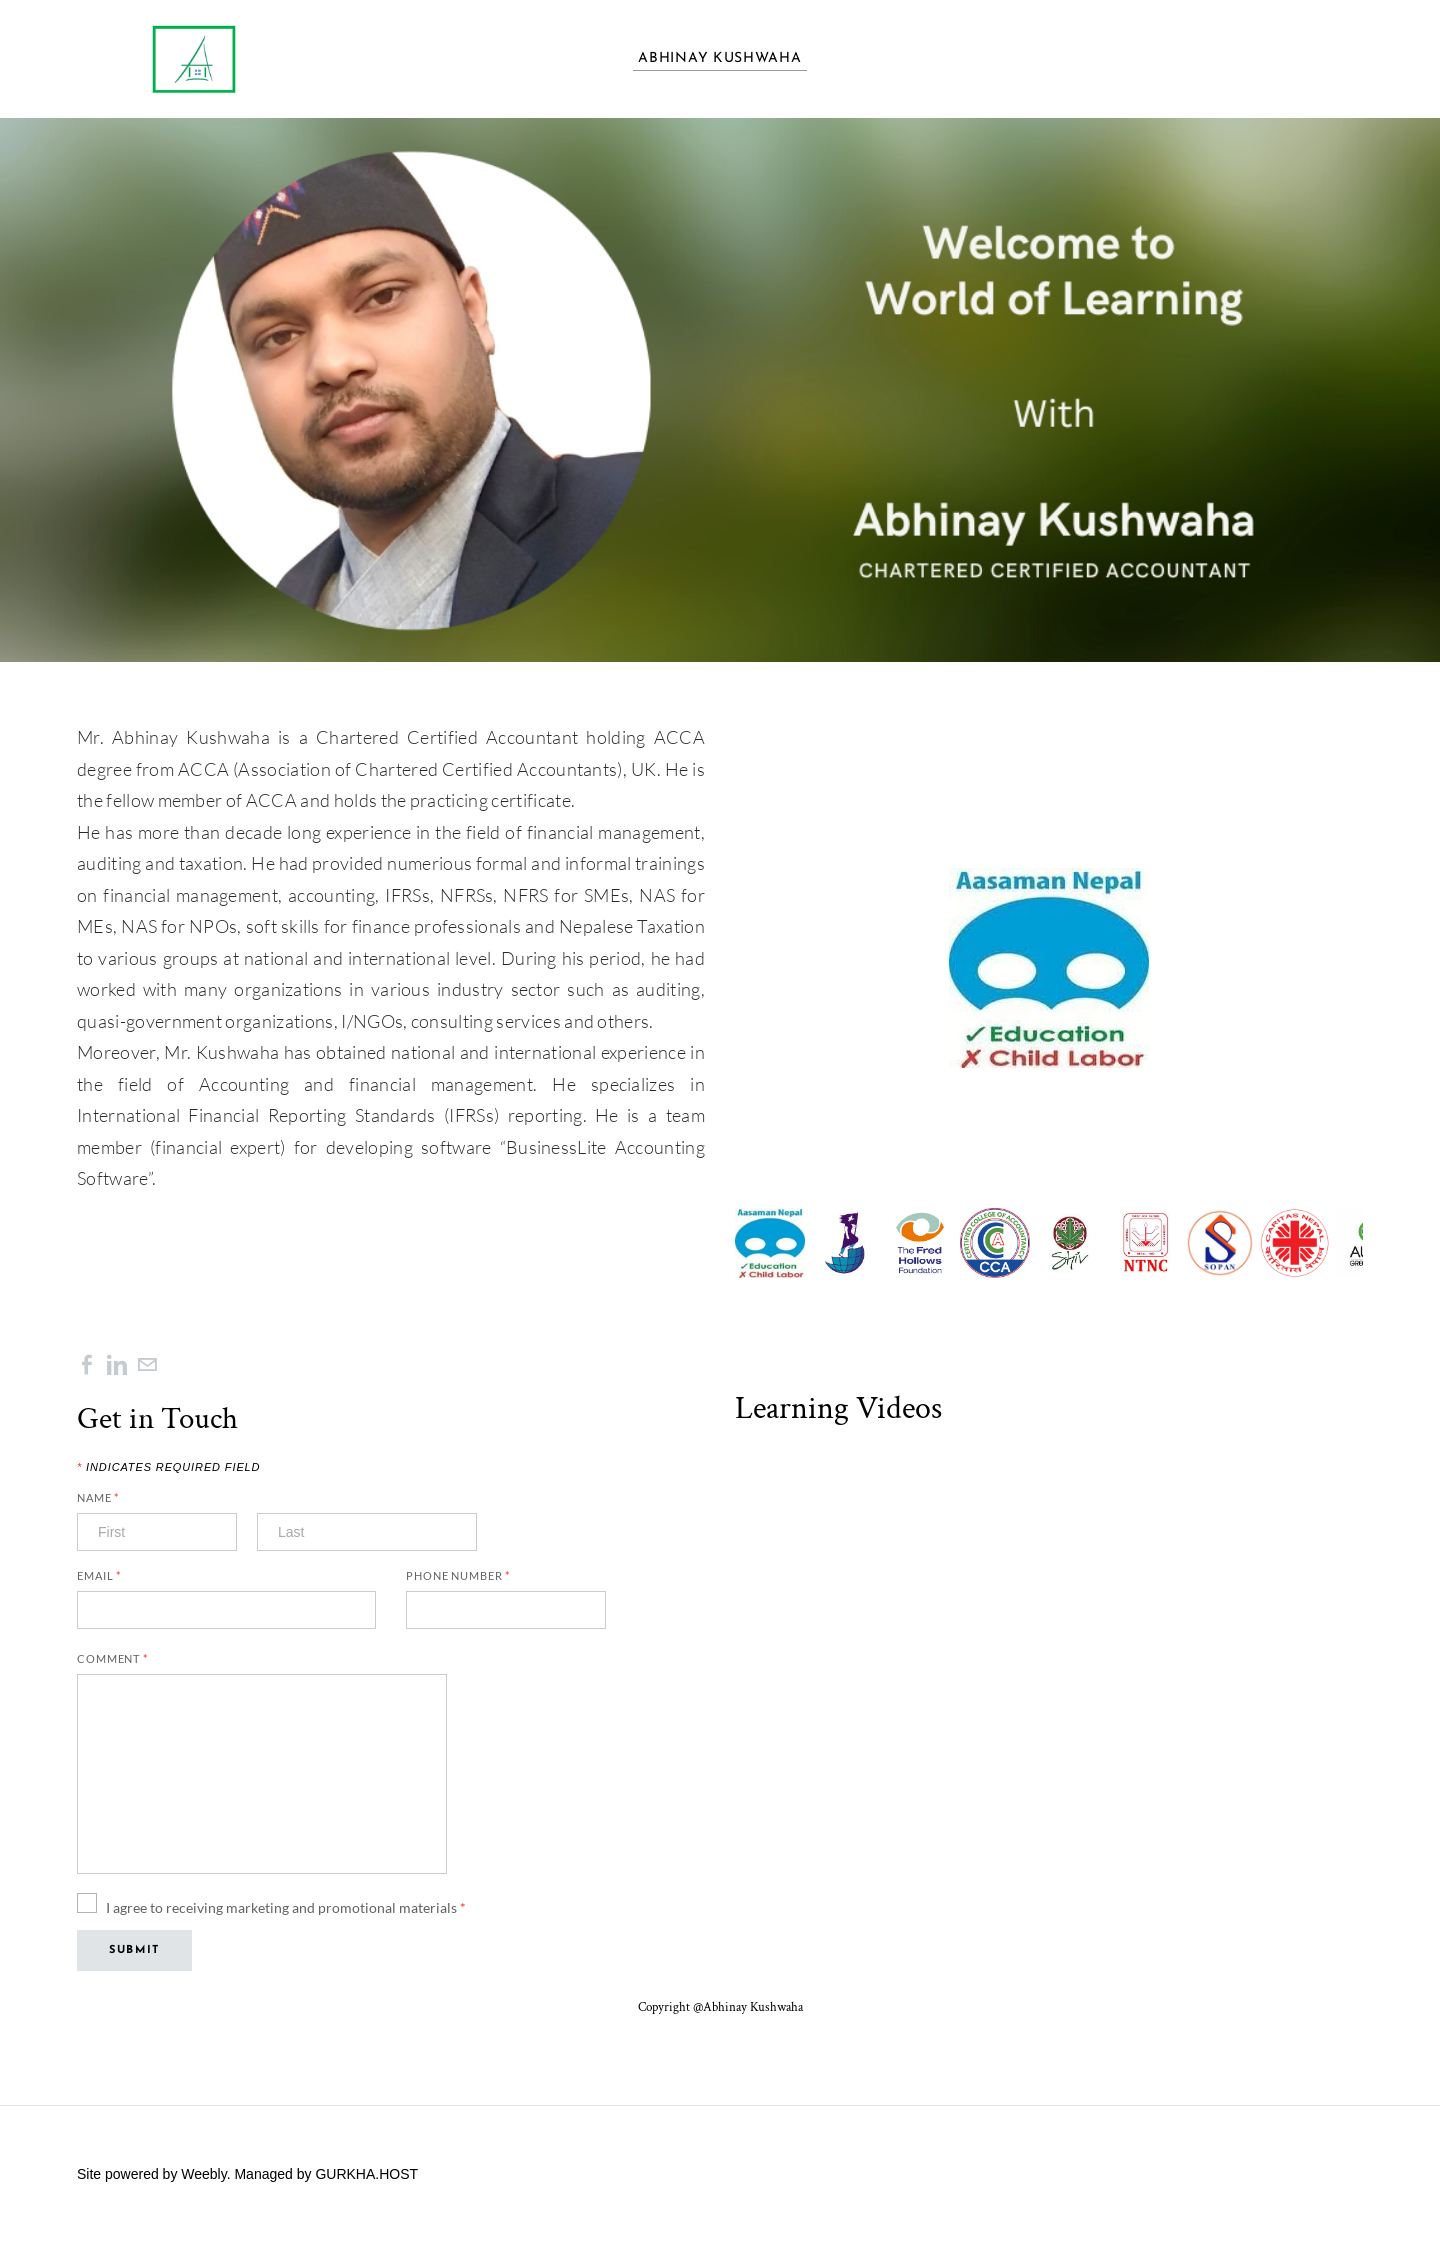 ABHINAY KUSHWAHA
Welcome to
World of Learning
With
Abhinay Kushwaha
CHARTERED CERTIFIED ACCOUNTANT
Mr. Abhinay Kushwaha is a Chartered Certified Accountant holding ACCA
degree from ACCA (Association of Chartered Certified Accountants), UK. He is
the fellow member of ACCA and holds the practicing certificate.
He has more than decade long experience in the field of financial management,
auditing and taxation. He had provided numerious formal and informal trainings
on financial management, accounting, IFRSs, NFRSs, NFRS for SMEs, NAS for
MEs, NAS for NPOs, soft skills for finance professionals and Nepalese Taxation
to various groups at national and international level. During his period, he had
worked with many organizations in various industry sector such as auditing,
quasi-government organizations, I/NGOs, consulting services and others.
Moreover, Mr. Kushwaha has obtained national and international experience in
the field of Accounting and financial management. He specializes in
International Financial Reporting Standards (IFRSs) reporting. He is a team
member (financial expert) for developing software “BusinessLite Accounting
Software”.
Aasaman Nepal
✓Education
✗ Child Labor
Aasaman Nepal
✓Education
✗ Child Labor
The Fred
Hollows
Foundation
CERTIFIED COLLEGE OF ACCOUNTANCY
CCA
Shiv
NTNC
SOPAN
CARITAS NEPAL
कारितास नेपाल
Get in Touch
* INDICATES REQUIRED FIELD
NAME *
First
Last
EMAIL *
PHONE NUMBER *
COMMENT *
I agree to receiving marketing and promotional materials *
SUBMIT
Learning Videos
Copyright @Abhinay Kushwaha
Site powered by Weebly. Managed by GURKHA.HOST